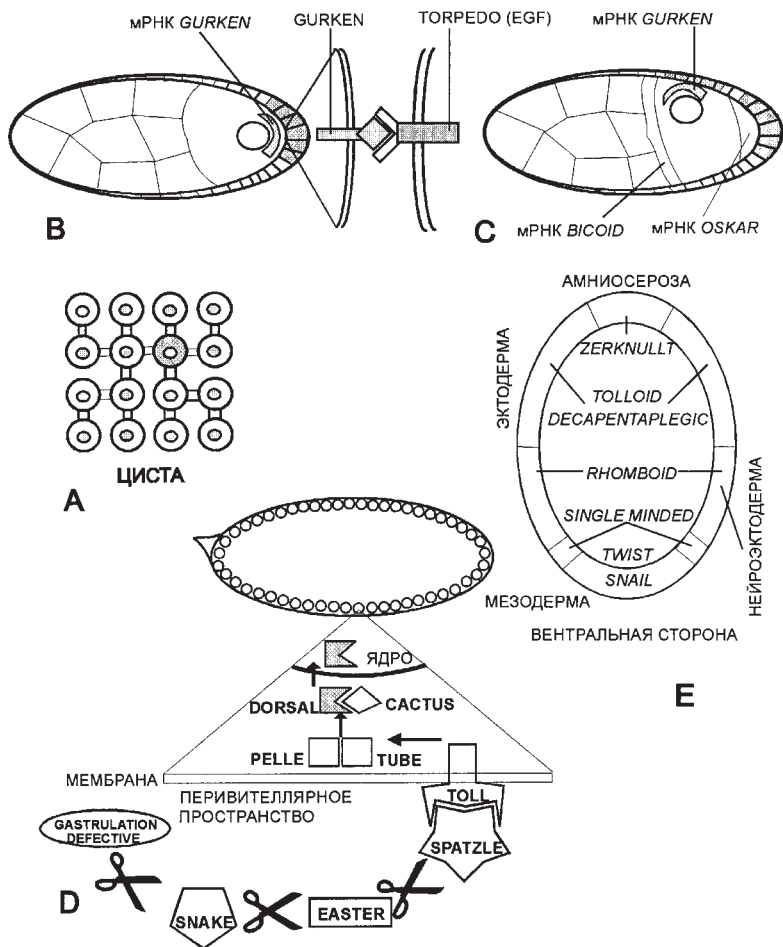 мРНК GURKEN
GURKEN
TORPEDO (EGF)
мРНК GURKEN
B
C
мРНК BICOID
мРНК OSKAR
ЦИСТА
A
АМНИОСЕРОЗА
ZERKNULLT
ЭКТОДЕРМА
TOLLOID
DECAPENTAPLEGIC
RHOMBOID
SINGLE MINDED
TWIST
SNAIL
НЕЙРОЭКТОДЕРМА
МЕЗОДЕРМА
ВЕНТРАЛЬНАЯ СТОРОНА
E
ЯДРО
DORSAL
CACTUS
PELLE
TUBE
МЕМБРАНА
ПЕРИВИТЕЛЛЯРНОЕ
ПРОСТРАНСТВО
TOLL
SPATZLE
GASTRULATION
DEFECTIVE
D
SNAKE
EASTER